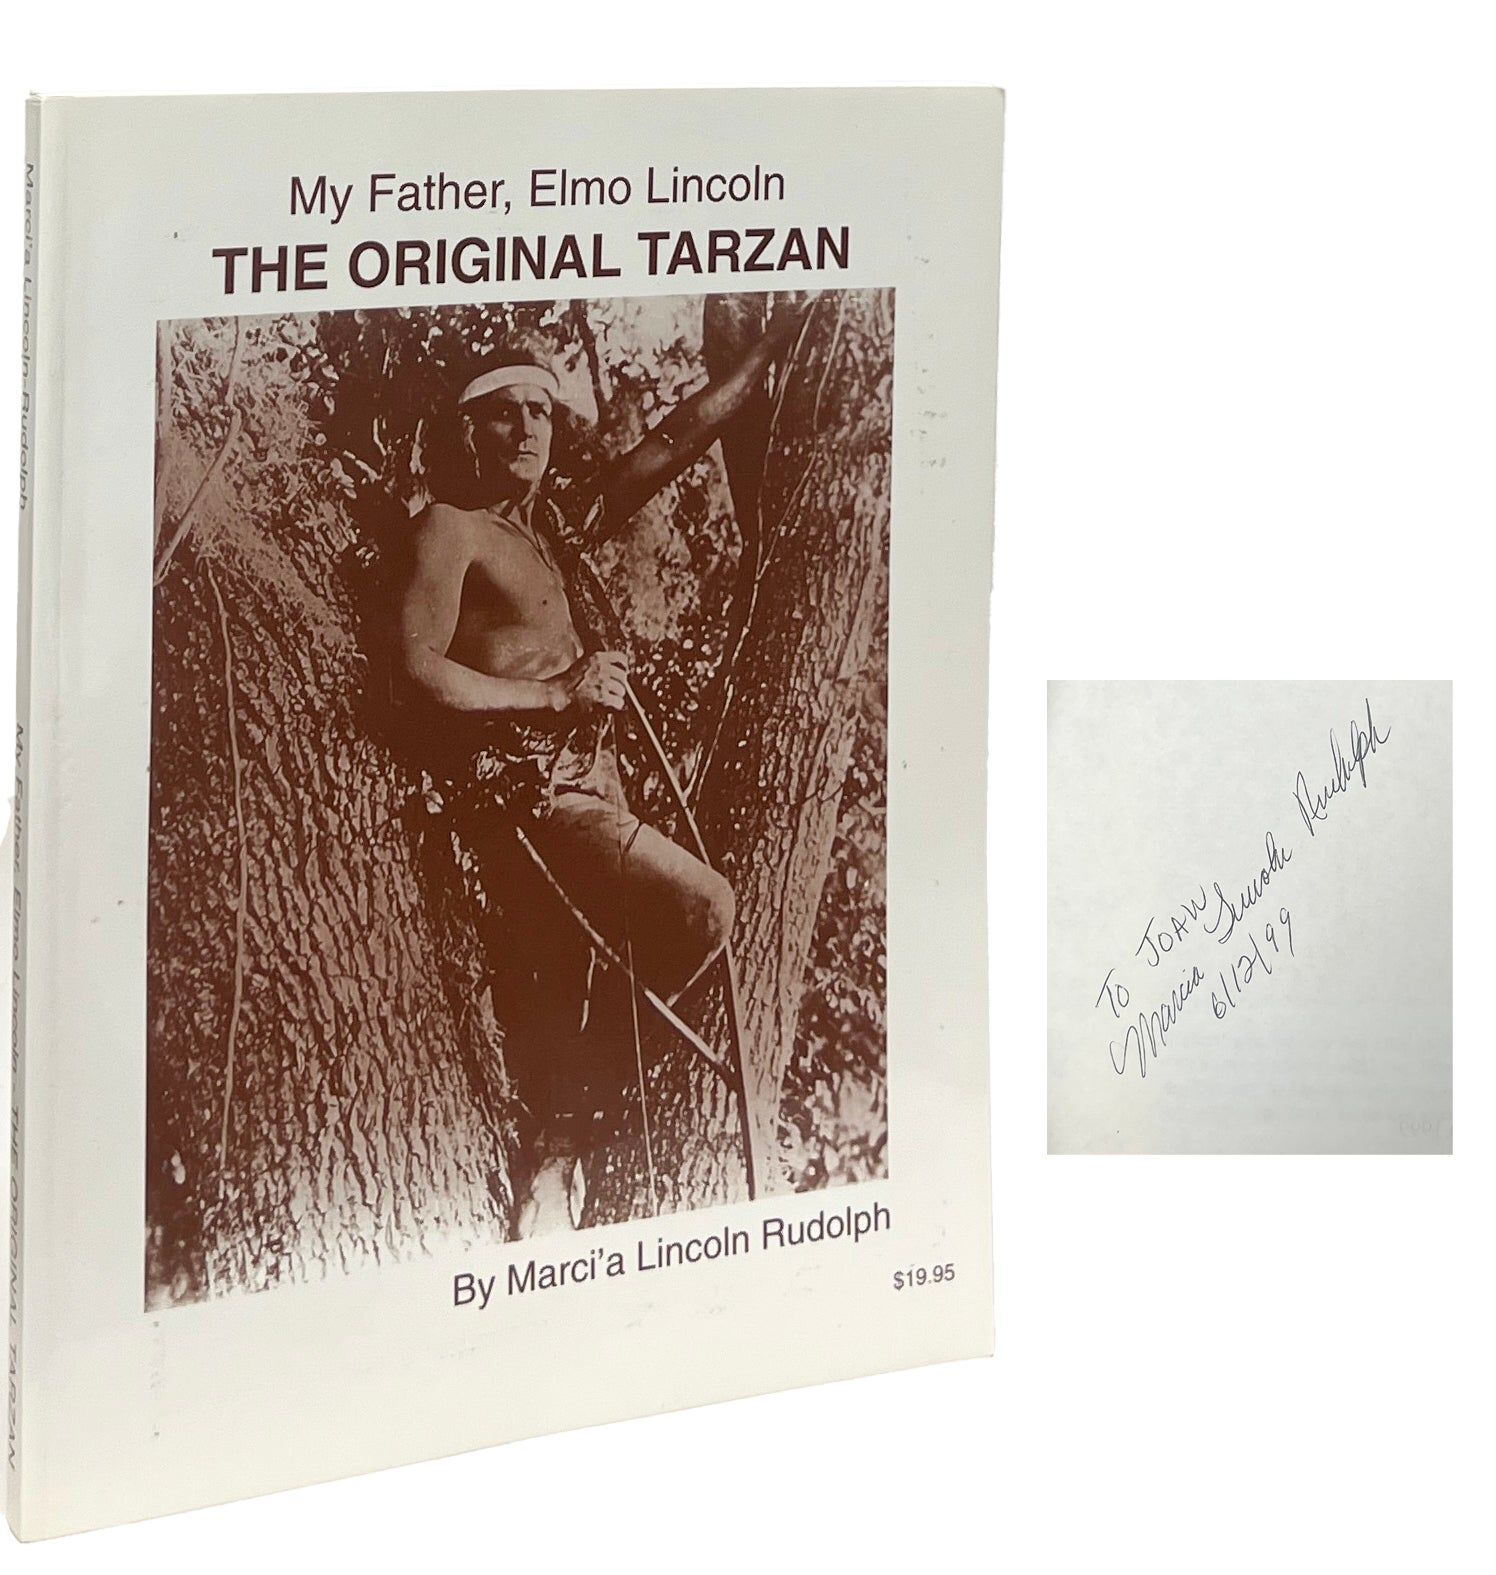 My Father, Elmo Lincoln
THE ORIGINAL TARZAN
By Marci'a Lincoln Rudolph
$19.95
Marci'a Lincoln-Rudolph
My Father, Elmo Lincoln - THE ORIGINAL TARZAN
To JOAN
Marcia Lincoln Rudolph
6/12/99